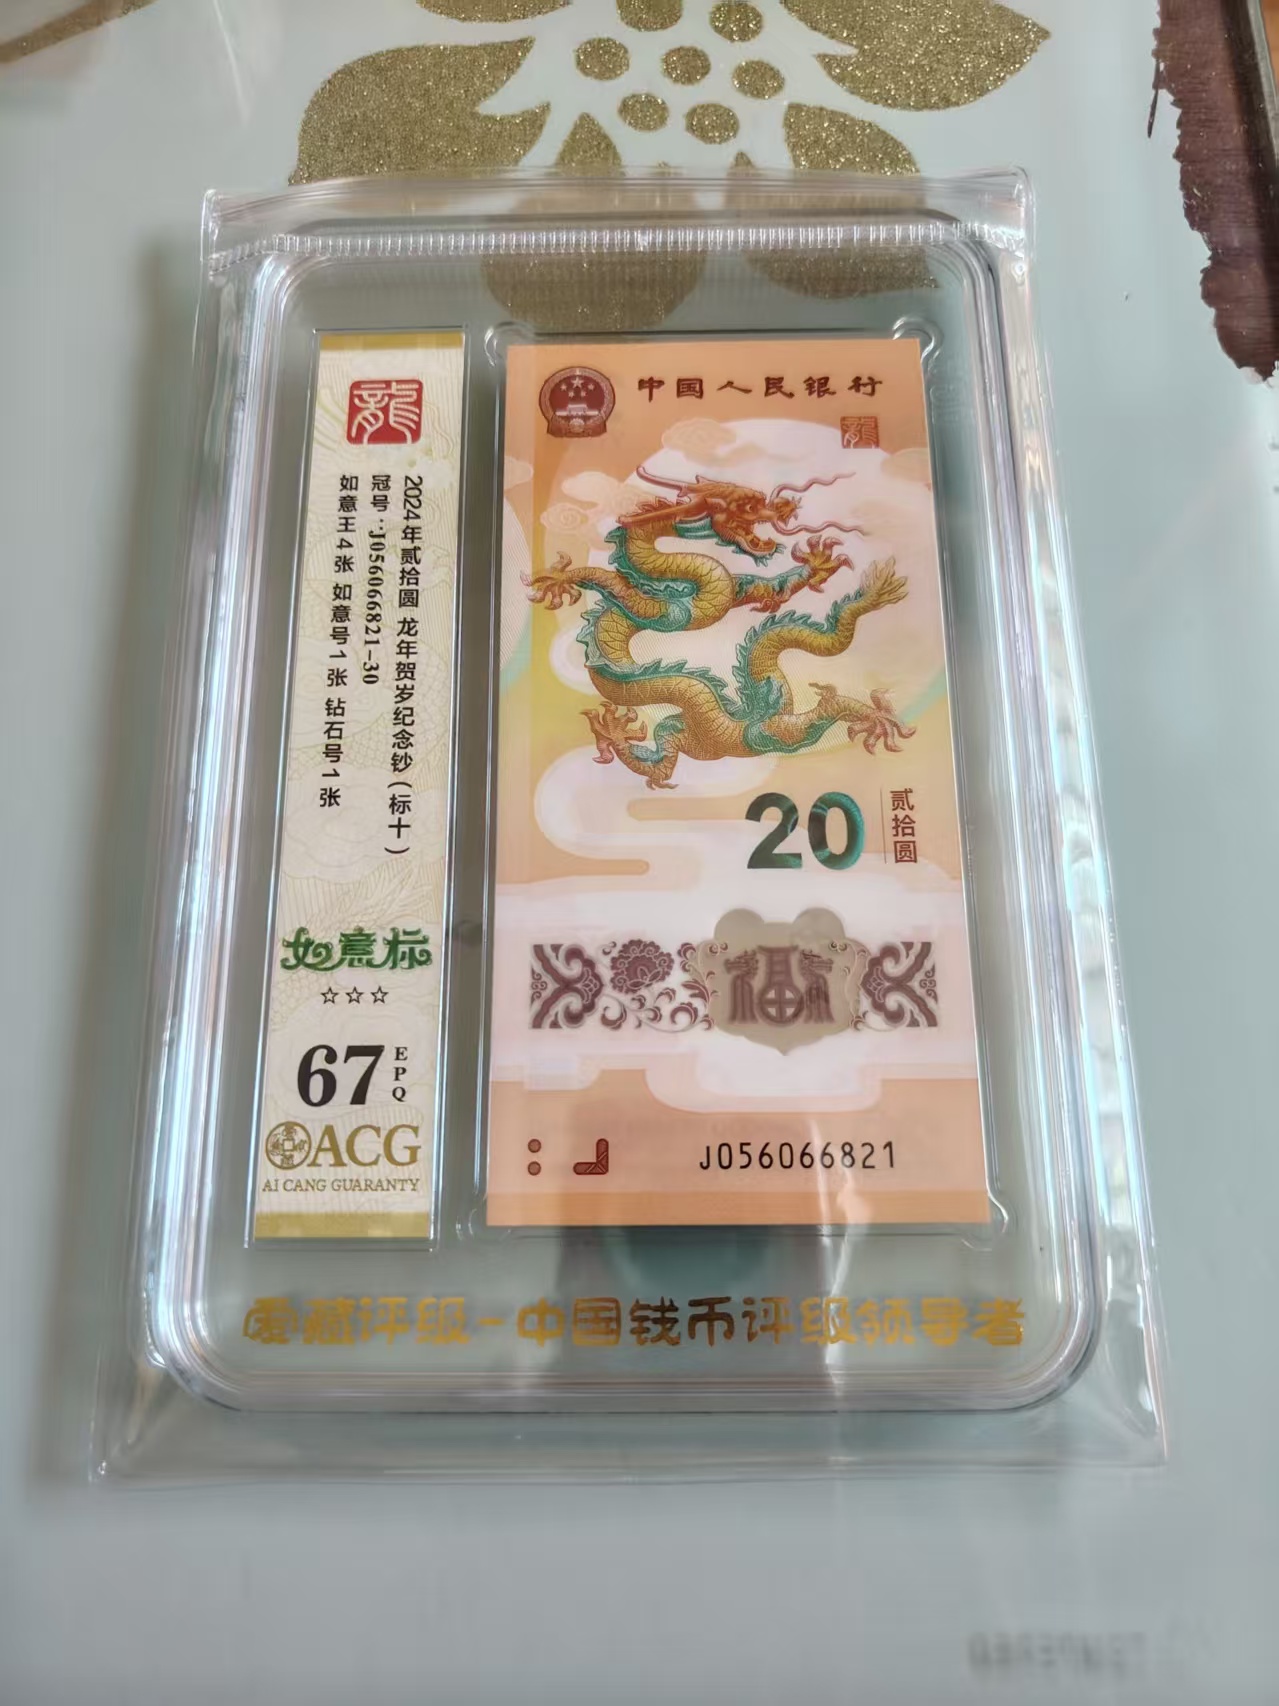 龍
2024年贰拾圆 龙年贺岁纪念钞(标十)
冠号:J056066821-30
如意王4张 如意号1张 钻石号1张
如意标
☆☆☆
67 EPQ
ACG
AI CANG GUARANTY
中国人民银行
龍
20
贰拾圆
福
J056066821
爱藏评级-中国钱币评级领导者